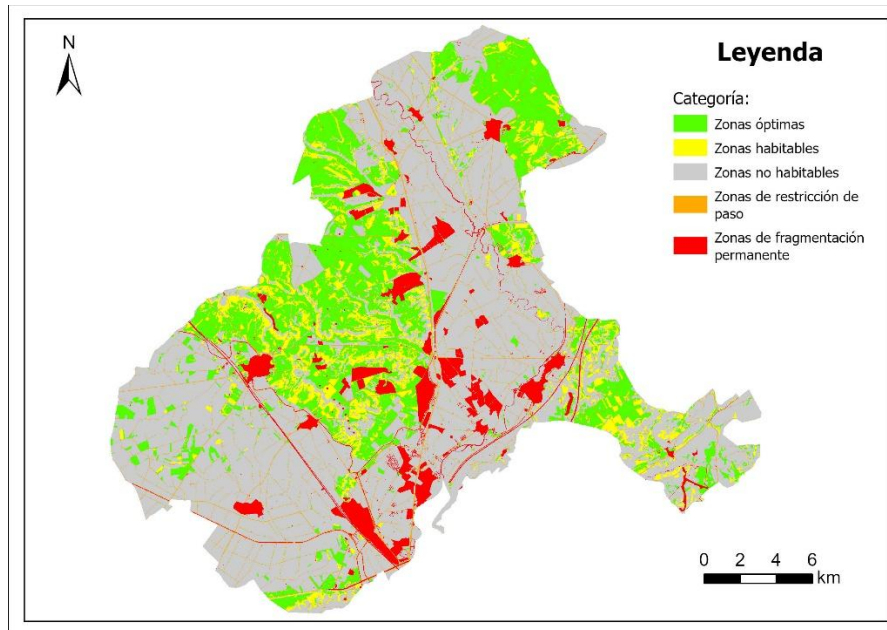 N
Leyenda
Categoría:
Zonas óptimas
Zonas habitables
Zonas no habitables
Zonas de restricción de
paso
Zonas de fragmentación
permanente
0 2 4 6
km